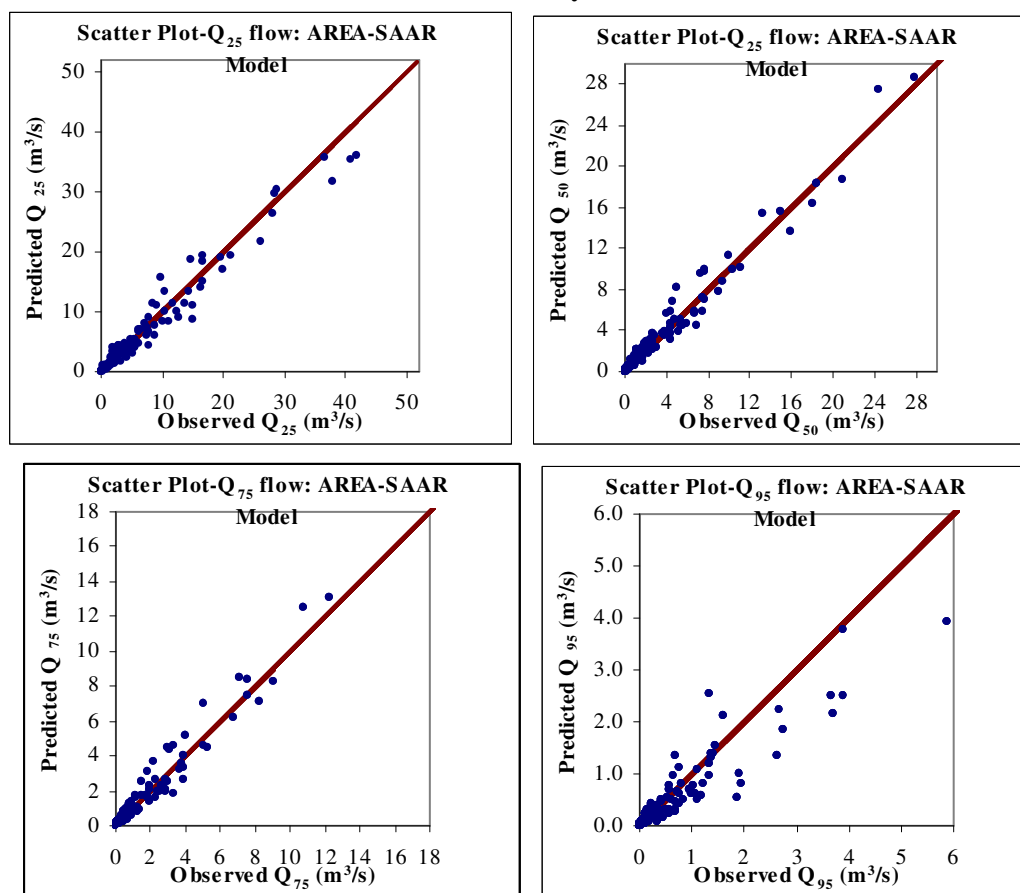 Scatter Plot-Q25 flow: AREA-SAAR
Model
Predicted Q 25 (m³/s)
50
40
30
20
10
0
0 10 20 30 40 50
Observed Q25 (m³/s)
Scatter Plot-Q25 flow: AREA-SAAR
Model
Predicted Q 50 (m³/s)
28
24
20
16
12
8
4
0
0 4 8 12 16 20 24 28
Observed Q50 (m³/s)
Scatter Plot-Q75 flow: AREA-SAAR
Model
Predicted Q 75 (m³/s)
18
16
14
12
10
8
6
4
2
0
0 2 4 6 8 10 12 14 16 18
Observed Q75 (m³/s)
Scatter Plot-Q95 flow: AREA-SAAR
Model
Predicted Q 95 (m³/s)
6.0
5.0
4.0
3.0
2.0
1.0
0.0
0 1 2 3 4 5 6
Observed Q95 (m³/s)